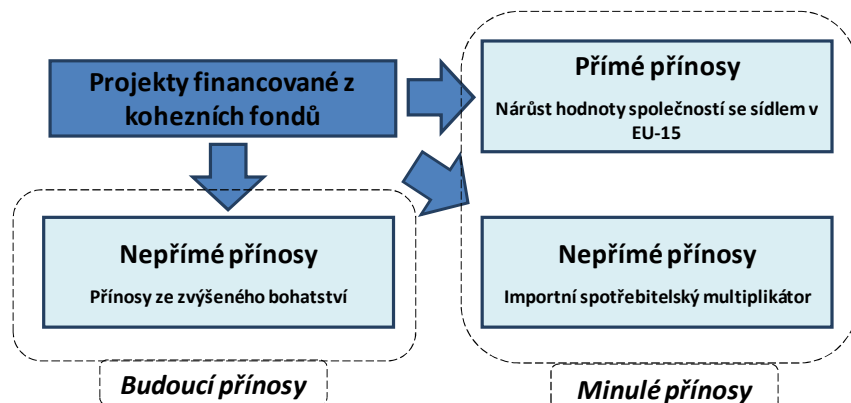 Projekty financované z
kohezních fondů
Přímé přínosy
Nárůst hodnoty společností se sídlem v
EU-15
Nepřímé přínosy
Přínosy ze zvýšeného bohatství
Nepřímé přínosy
Importní spotřebitelský multiplikátor
Budoucí přínosy
Minulé přínosy